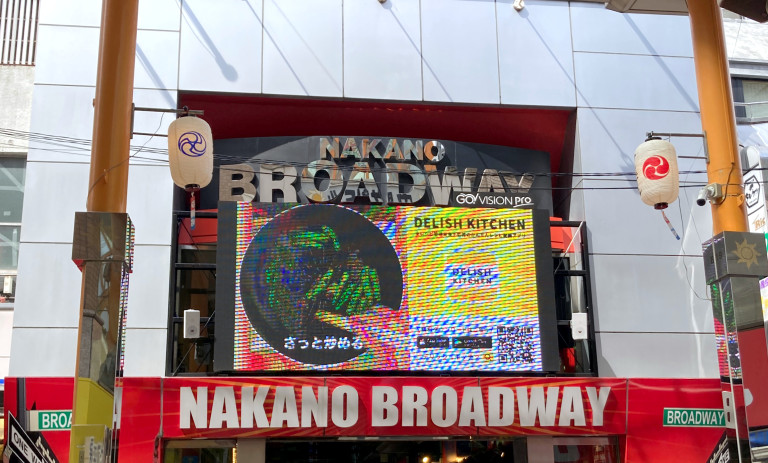 NAKANO
BROADWAY
GO VISION Pro
DELISH KITCHEN
DELISH
KITCHEN
さっと炒める
NAKANO BROADWAY
BROA
BROADWAY
ONE